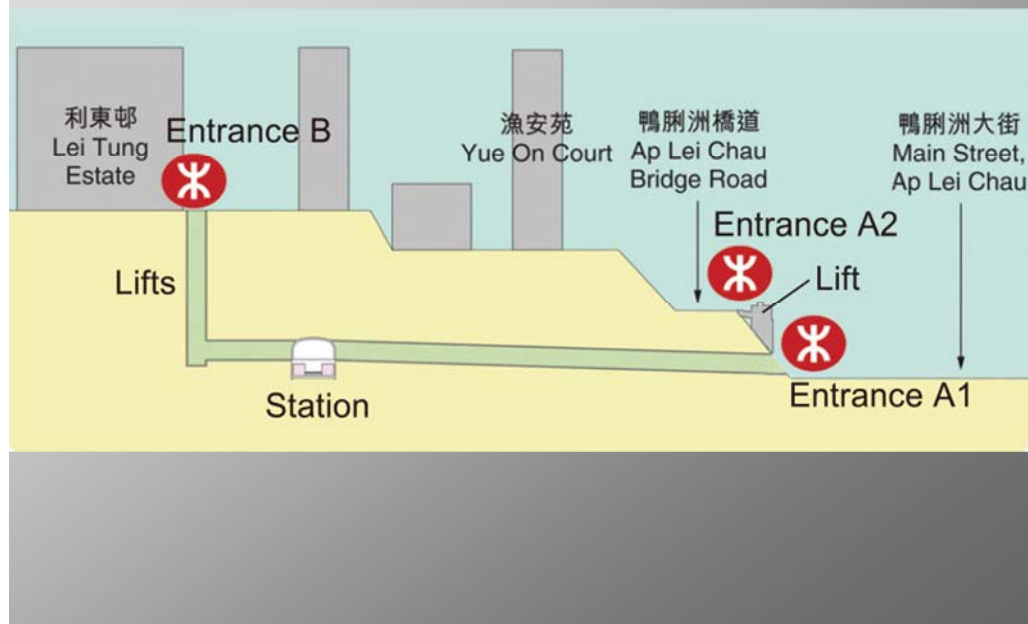 利東邨
Lei Tung
Estate
Entrance B
漁安苑
Yue On Court
鴨脷洲橋道
Ap Lei Chau
Bridge Road
鴨脷洲大街
Main Street,
Ap Lei Chau
Entrance A2
Lifts
Lift
Station
Entrance A1